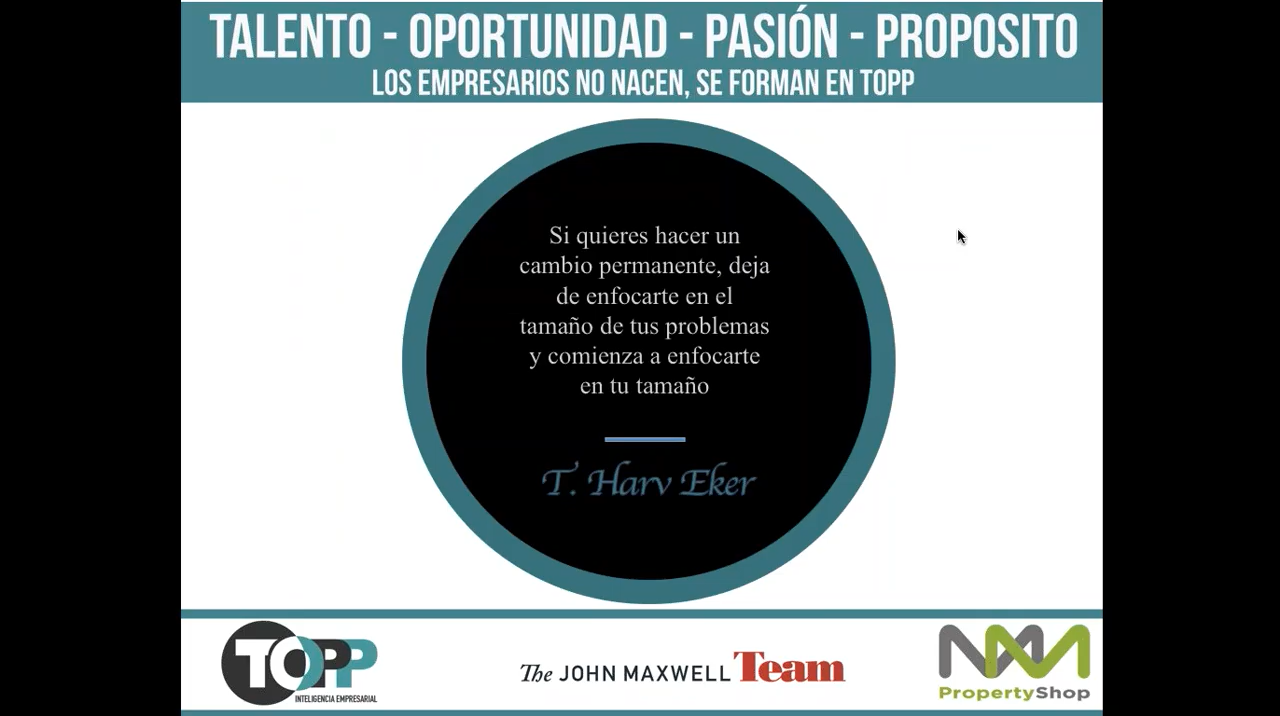 TALENTO - OPORTUNIDAD - PASIÓN - PROPOSITO
LOS EMPRESARIOS NO NACEN, SE FORMAN EN TOPP
Si quieres hacer un
cambio permanente, deja
de enfocarte en el
tamaño de tus problemas
y comienza a enfocarte
en tu tamaño
T. Harv Eker
TOPP
INTELIGENCIA EMPRESARIAL
The JOHN MAXWELL Team
PropertyShop